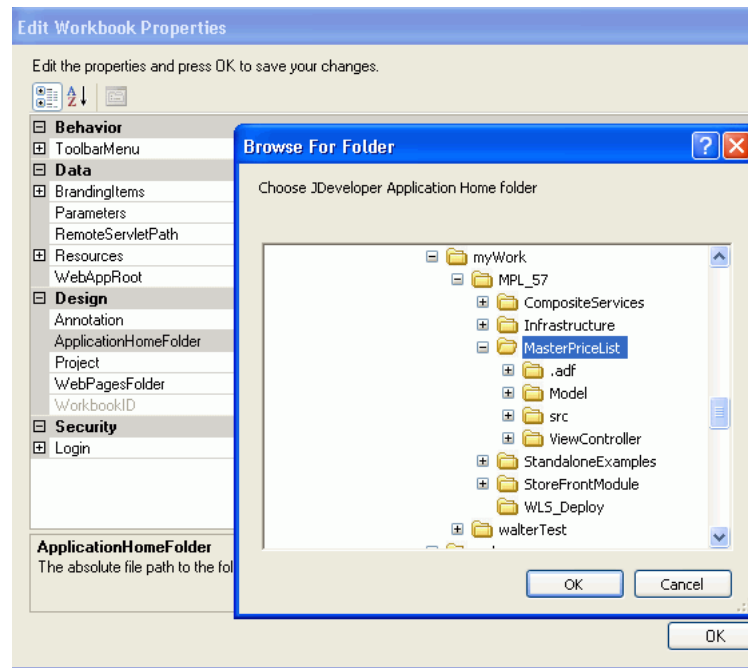 Edit Workbook Properties
Edit the properties and press OK to save your changes.
Behavior
ToolbarMenu
Data
BrandingItems
Parameters
RemoteServletPath
Resources
WebAppRoot
Design
Annotation
ApplicationHomeFolder
Project
WebPagesFolder
WorkbookID
Security
Login
ApplicationHomeFolder
The absolute file path to the fol
Browse For Folder
Choose JDeveloper Application Home folder
myWork
MPL_57
CompositeServices
Infrastructure
MasterPriceList
.adf
Model
src
ViewController
StandaloneExamples
StoreFrontModule
WLS_Deploy
walterTest
OK
Cancel
OK